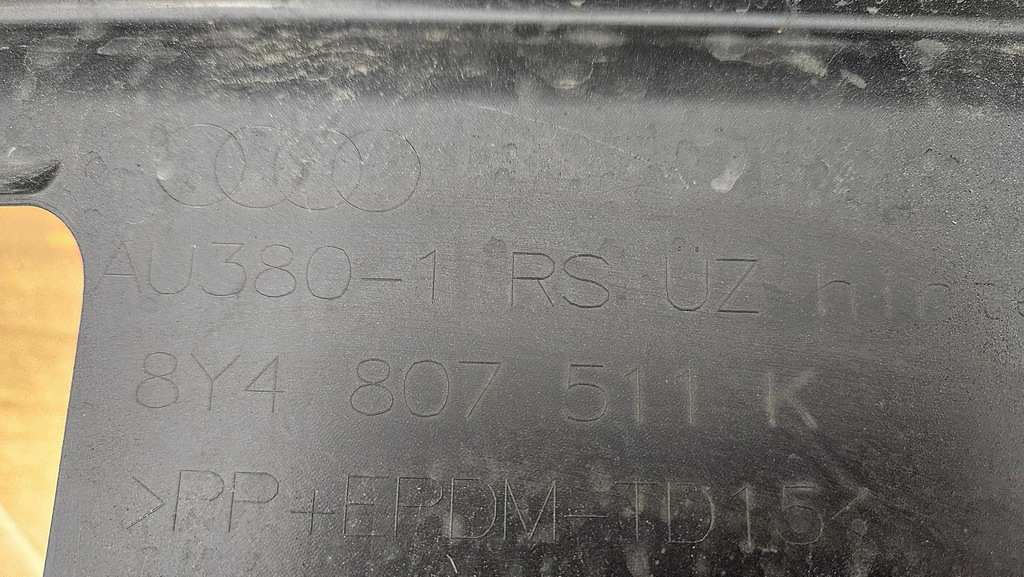 AU380-1 RS ÜZ
8Y4 807 511 K
>PP+EPDM-TD15<